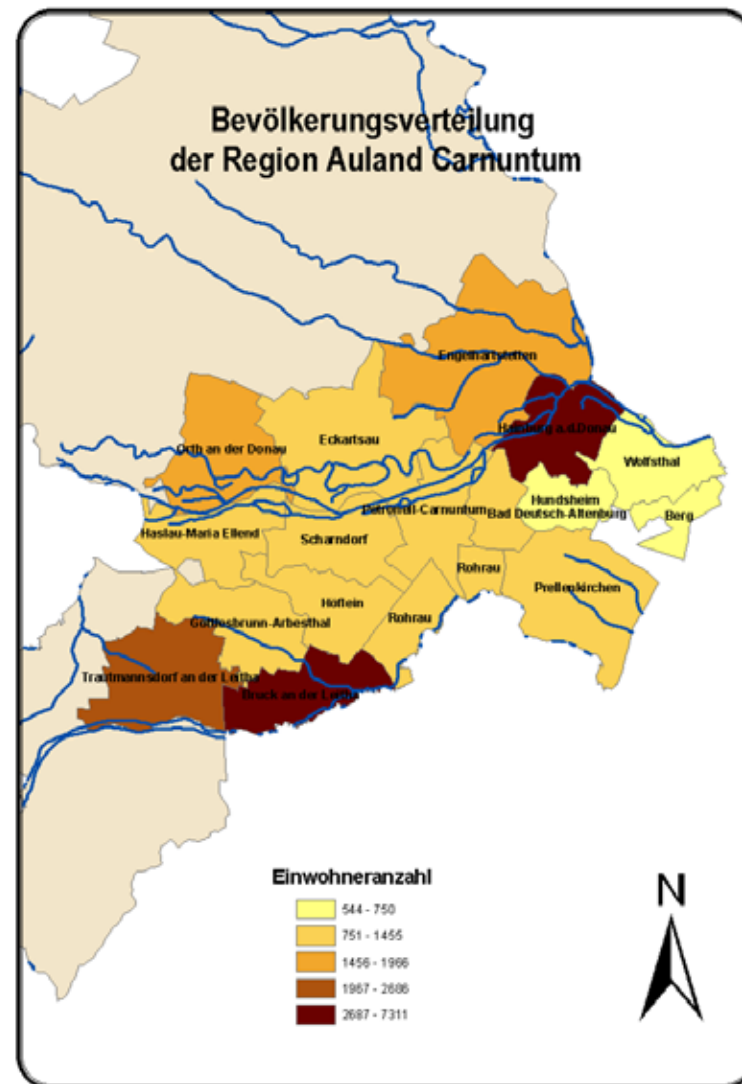 Bevölkerungsverteilung
der Region Auland Carnuntum
Engelhartstetten
Hainburg a.d.Donau
Eckartsau
Orth an der Donau
Wolfsthal
Hundsheim
Petronell-Carnuntum
Bad Deutsch-Altenburg
Berg
Haslau-Maria Ellend
Scharndorf
Rohrau
Prellenkirchen
Höflein
Rohrau
Göttlesbrunn-Arbesthal
Trautmannsdorf an der Leitha
Bruck an der Leitha
Einwohneranzahl
544 - 750
751 - 1455
1456 - 1966
1967 - 2686
2687 - 7311
N